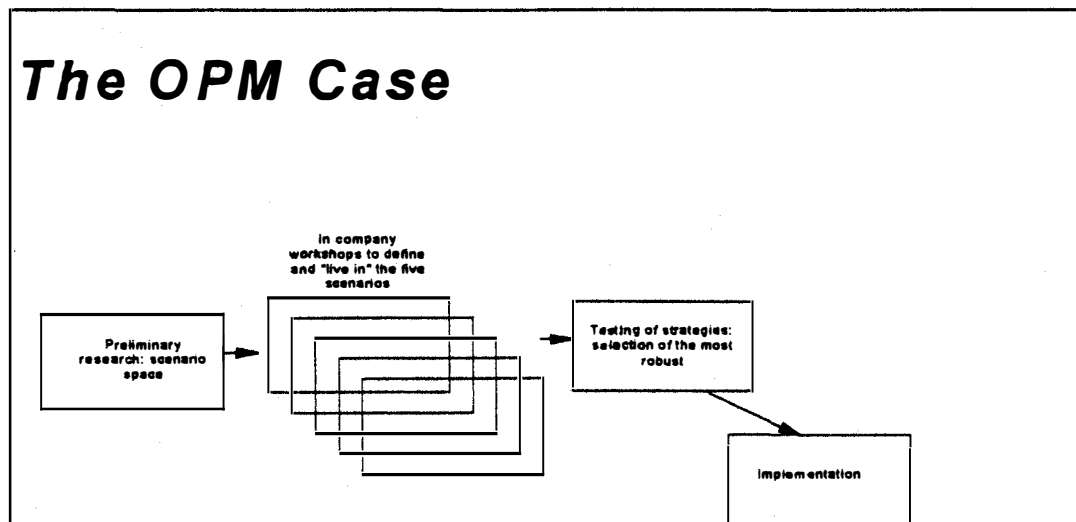 The OPM Case
In company
workshops to define
and "live in" the five
scenarios
Preliminary
research: scenario
space
Testing of strategies:
selection of the most
robust
Implementation